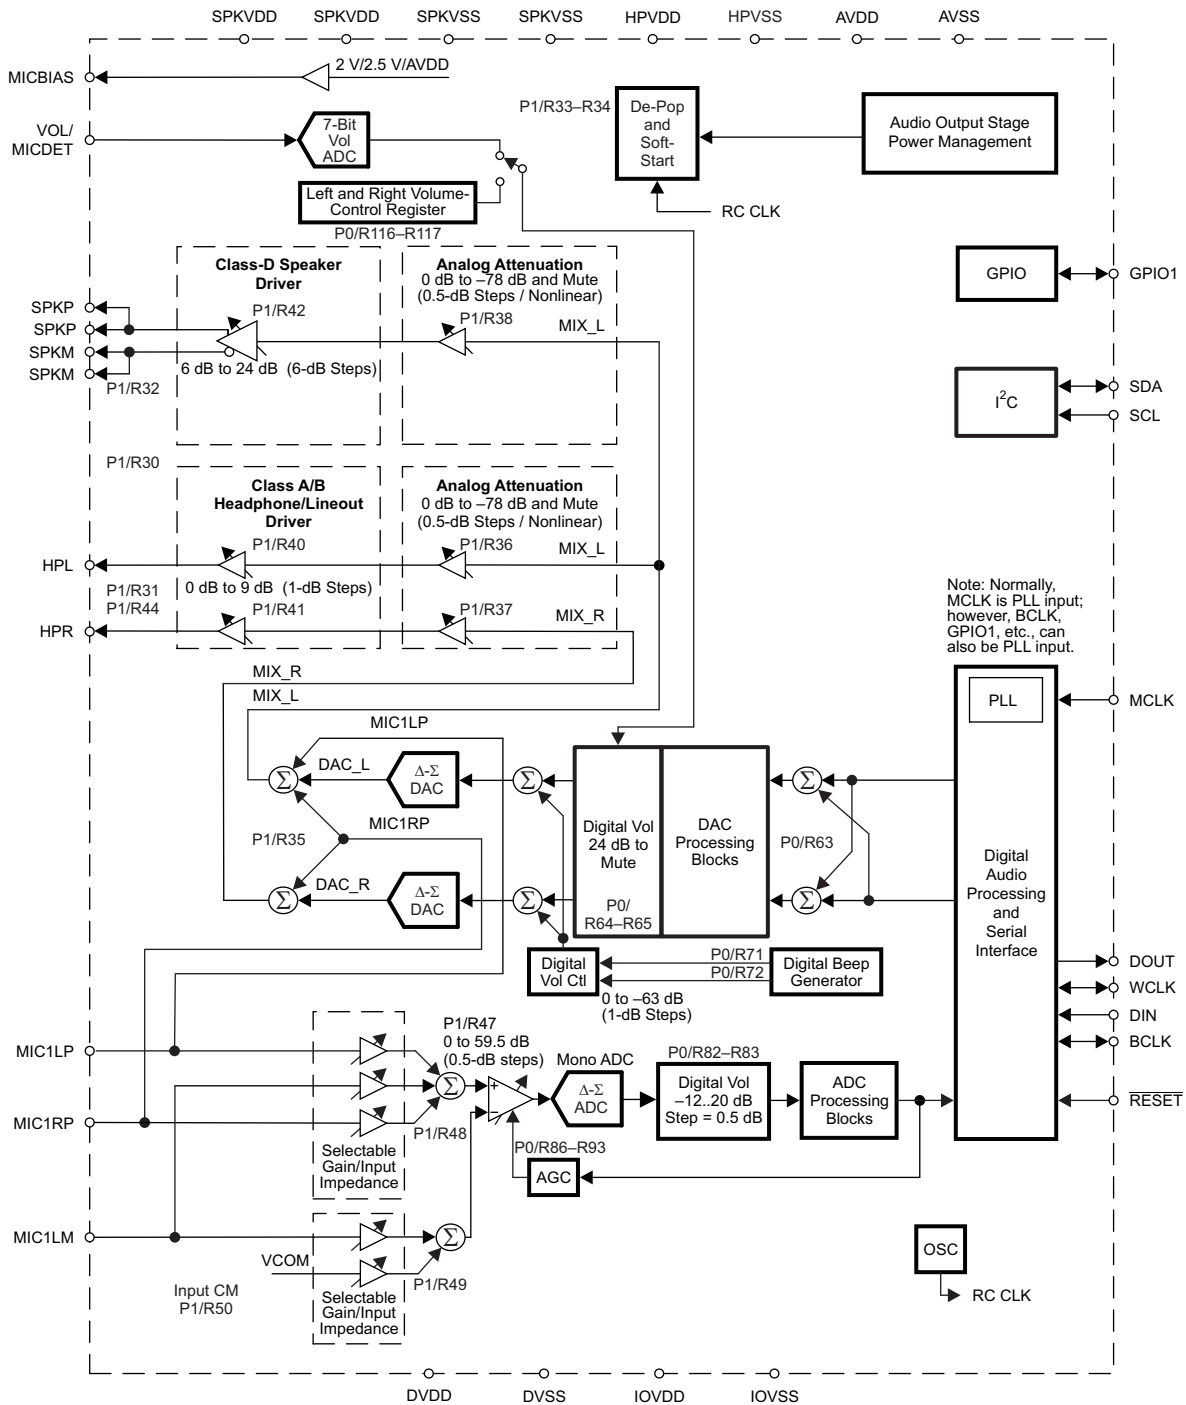 SPKVDD SPKVDD SPKVSS SPKVSS HPVDD HPVSS AVDD AVSS
MICBIAS
2 V/2.5 V/AVDD
VOL/
MICDET
7-Bit
Vol
ADC
Left and Right Volume-
Control Register
P0/R116–R117
P1/R33–R34
De-Pop
and
Soft-
Start
RC CLK
Audio Output Stage
Power Management
GPIO
GPIO1
I2C
SDA
SCL
Class-D Speaker
Driver
P1/R42
6 dB to 24 dB (6-dB Steps)
Analog Attenuation
0 dB to –78 dB and Mute
(0.5-dB Steps / Nonlinear)
P1/R38
MIX_L
SPKP
SPKP
SPKM
SPKM
P1/R32
P1/R30
Class A/B
Headphone/Lineout
Driver
P1/R40
0 dB to 9 dB (1-dB Steps)
P1/R41
Analog Attenuation
0 dB to –78 dB and Mute
(0.5-dB Steps / Nonlinear)
P1/R36
MIX_L
P1/R37
MIX_R
HPL
P1/R31
P1/R44
HPR
Note: Normally,
MCLK is PLL input;
however, BCLK,
GPIO1, etc., can
also be PLL input.
MIX_R
MIX_L
MIC1LP
Σ
DAC_L
Δ-Σ
DAC
Σ
MIC1RP
P1/R35
Σ
DAC_R
Δ-Σ
DAC
Σ
Digital Vol
24 dB to
Mute
P0/
R64–R65
DAC
Processing
Blocks
Σ
P0/R63
Σ
PLL
MCLK
Digital
Audio
Processing
and
Serial
Interface
DOUT
WCLK
DIN
BCLK
RESET
Digital
Vol Ctl
P0/R71
P0/R72
0 to –63 dB
(1-dB Steps)
Digital Beep
Generator
MIC1LP
MIC1RP
MIC1LM
P1/R47
0 to 59.5 dB
(0.5-dB steps)
Σ
P1/R48
Selectable
Gain/Input
Impedance
+
–
Mono ADC
Δ-Σ
ADC
P0/R82–R83
Digital Vol
–12..20 dB
Step = 0.5 dB
ADC
Processing
Blocks
P0/R86–R93
AGC
Σ
VCOM
P1/R49
Input CM
P1/R50
Selectable
Gain/Input
Impedance
OSC
RC CLK
DVDD DVSS IOVDD IOVSS